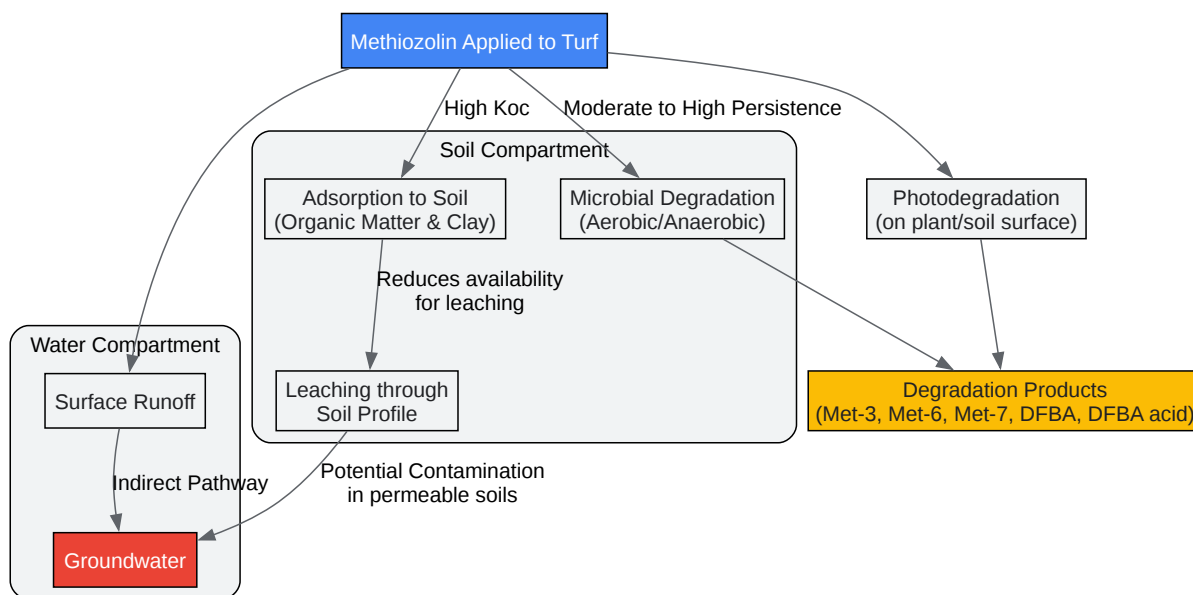 Methiozolin Applied to Turf
High Koc
Moderate to High Persistence
Soil Compartment
Adsorption to Soil
(Organic Matter & Clay)
Microbial Degradation
(Aerobic/Anaerobic)
Photodegradation
(on plant/soil surface)
Reduces availability
for leaching
Water Compartment
Surface Runoff
Leaching through
Soil Profile
Degradation Products
(Met-3, Met-6, Met-7, DFBA, DFBA acid)
Indirect Pathway
Potential Contamination
in permeable soils
Groundwater